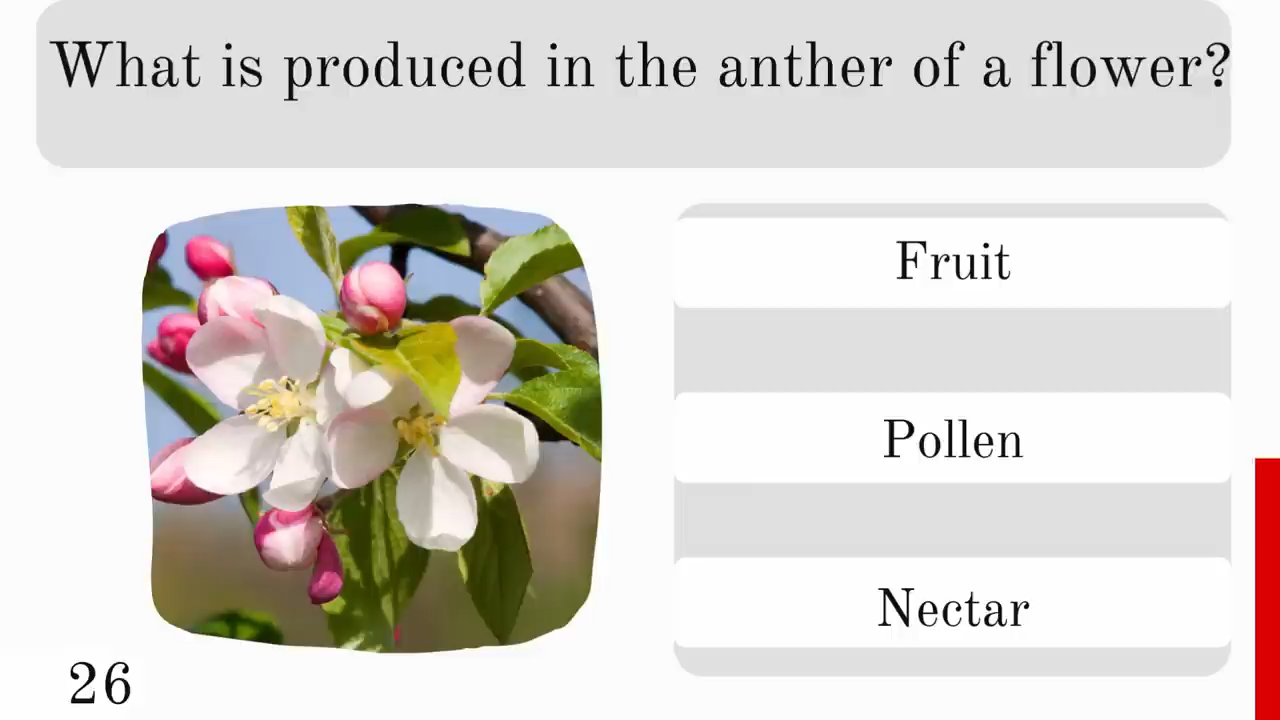 What is produced in the anther of a flower?
Fruit
Pollen
Nectar
26